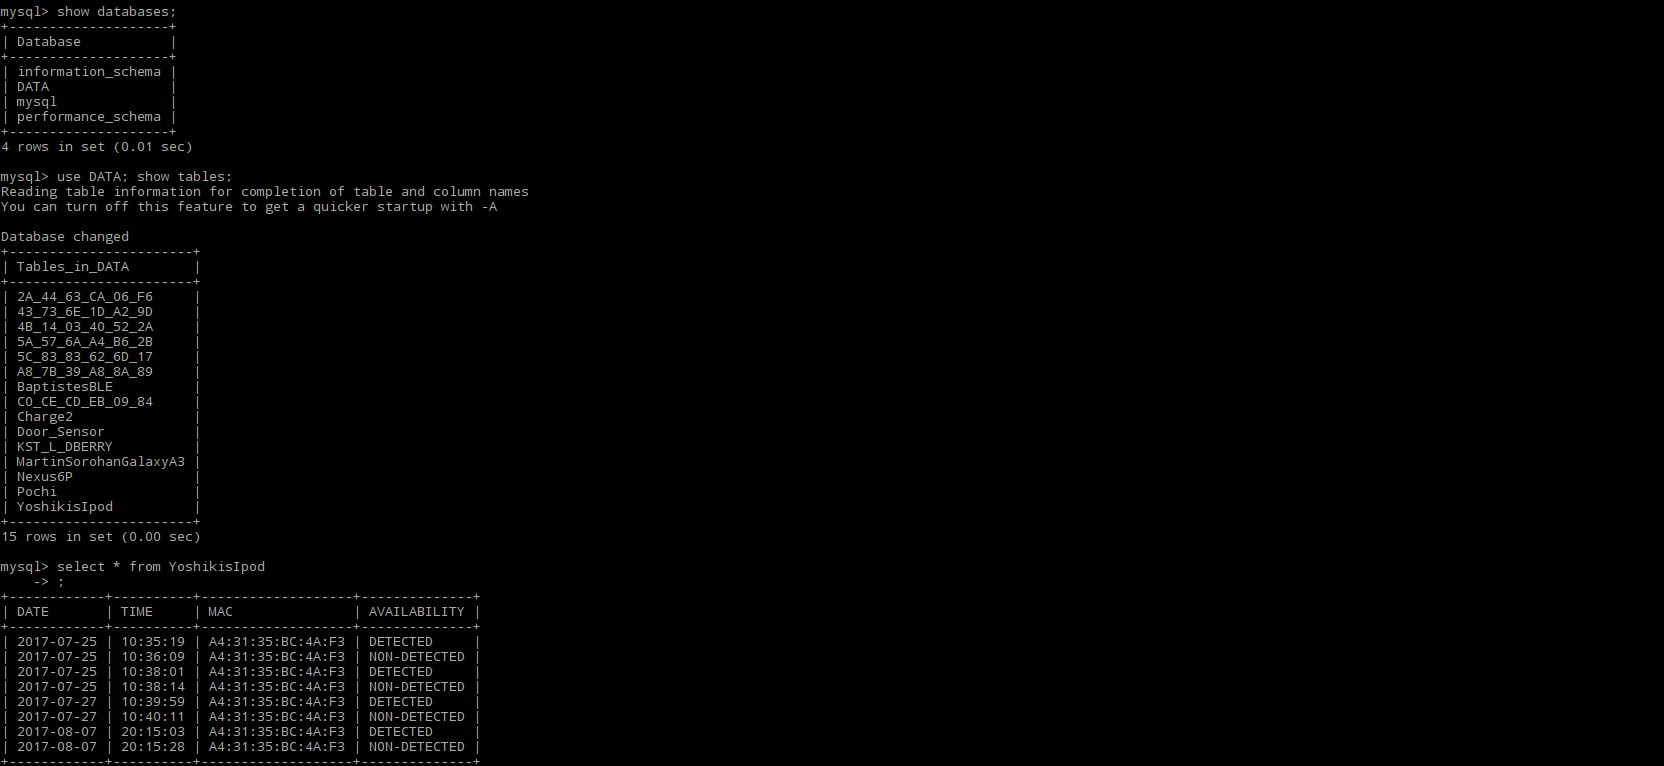 mysql> show databases;
+--------------------+
| Database           |
+--------------------+
| information_schema |
| DATA               |
| mysql              |
| performance_schema |
+--------------------+
4 rows in set (0.01 sec)

mysql> use DATA; show tables;
Reading table information for completion of table and column names
You can turn off this feature to get a quicker startup with -A

Database changed
+-----------------------+
| Tables_in_DATA        |
+-----------------------+
| 2A_44_63_CA_06_F6     |
| 43_73_6E_1D_A2_9D     |
| 4B_14_03_40_52_2A     |
| 5A_57_6A_A4_B6_2B     |
| 5C_83_83_62_6D_17     |
| A8_7B_39_A8_8A_89     |
| BaptistesBLE          |
| C0_CE_CD_EB_09_84     |
| Charge2               |
| Door_Sensor           |
| KST_L_DBERRY          |
| MartinSorohanGalaxyA3 |
| Nexus6P               |
| Pochi                 |
| YoshikisIpod          |
+-----------------------+
15 rows in set (0.00 sec)

mysql> select * from YoshikisIpod
    -> ;
+------------+----------+-------------------+--------------+
| DATE       | TIME     | MAC               | AVAILABILITY |
+------------+----------+-------------------+--------------+
| 2017-07-25 | 10:35:19 | A4:31:35:BC:4A:F3 | DETECTED     |
| 2017-07-25 | 10:36:09 | A4:31:35:BC:4A:F3 | NON-DETECTED |
| 2017-07-25 | 10:38:01 | A4:31:35:BC:4A:F3 | DETECTED     |
| 2017-07-25 | 10:38:14 | A4:31:35:BC:4A:F3 | NON-DETECTED |
| 2017-07-27 | 10:39:59 | A4:31:35:BC:4A:F3 | DETECTED     |
| 2017-07-27 | 10:40:11 | A4:31:35:BC:4A:F3 | NON-DETECTED |
| 2017-08-07 | 20:15:03 | A4:31:35:BC:4A:F3 | DETECTED     |
| 2017-08-07 | 20:15:28 | A4:31:35:BC:4A:F3 | NON-DETECTED |
+------------+----------+-------------------+--------------+